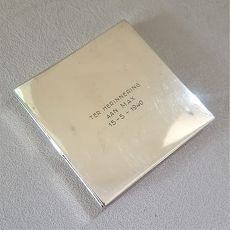 TER HERINNERING
AAN MAX
15-5-1940